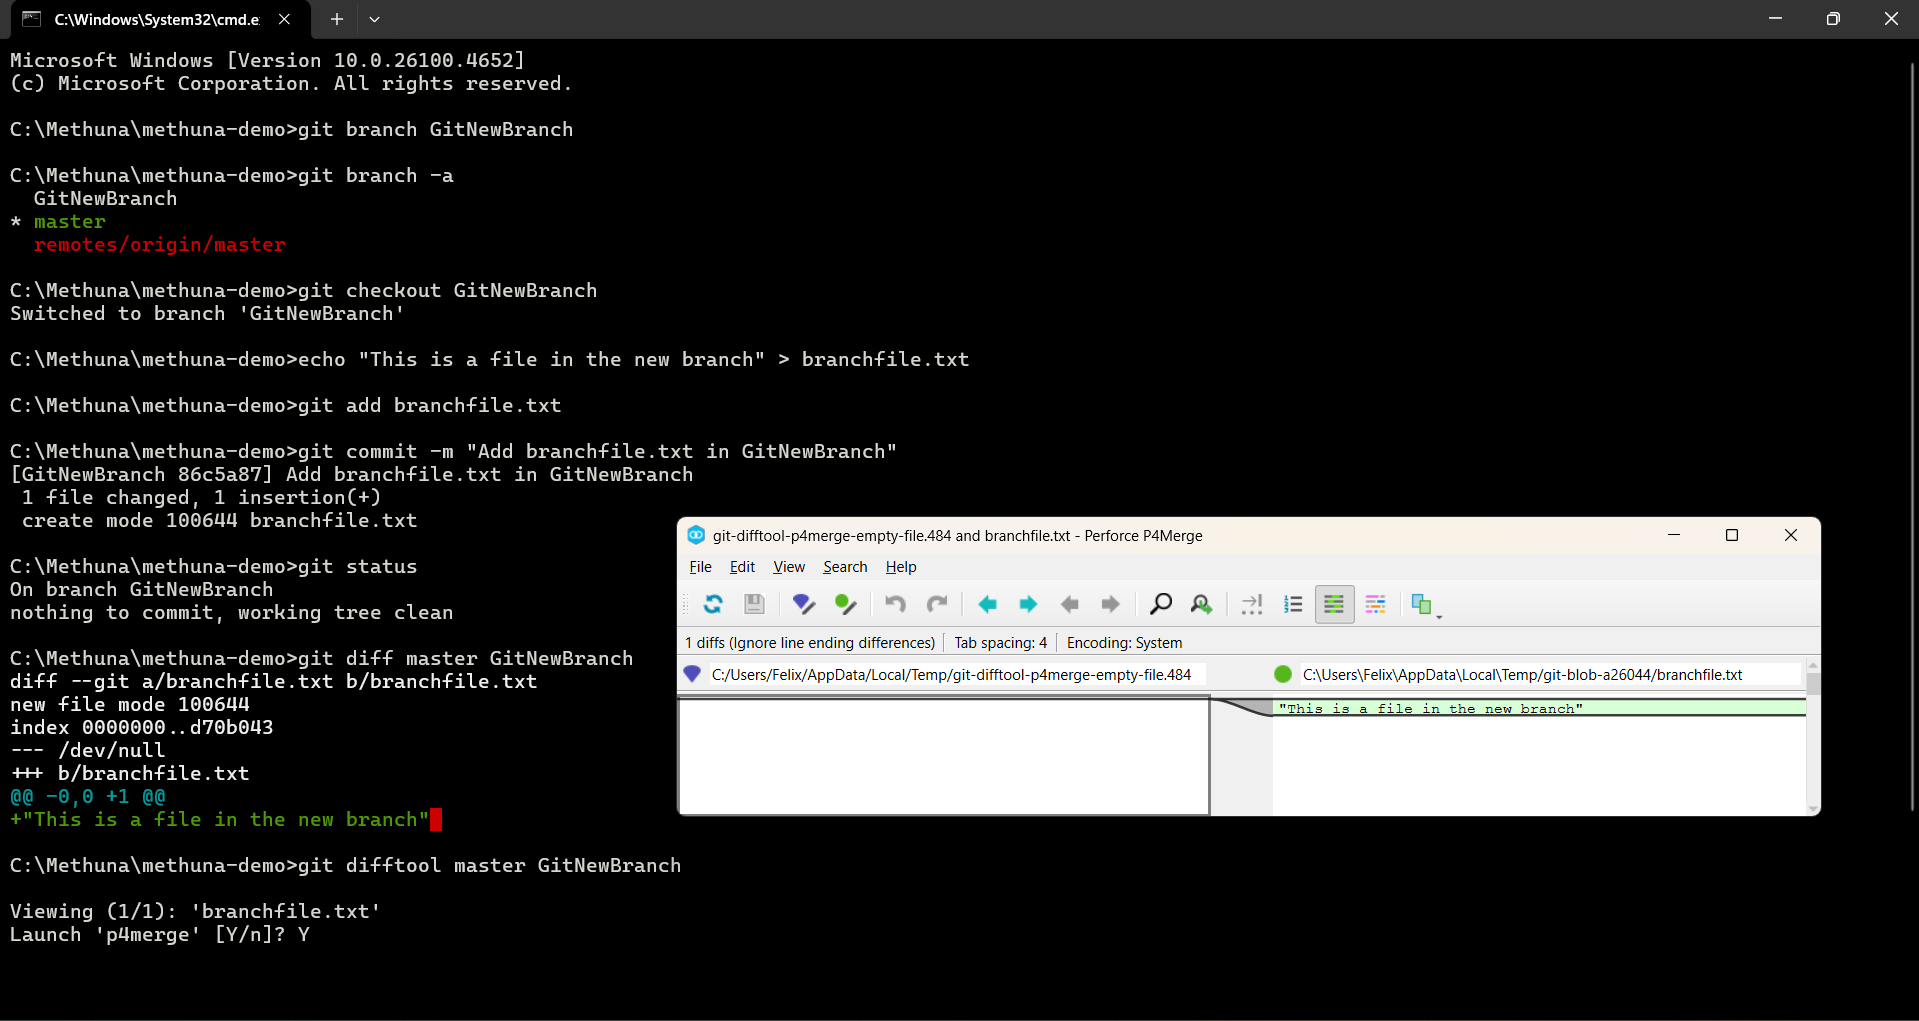 C:\Windows\System32\cmd.e
Microsoft Windows [Version 10.0.26100.4652]
(c) Microsoft Corporation. All rights reserved.
C:\Methuna\methuna-demo>git branch GitNewBranch
C:\Methuna\methuna-demo>git branch -a
  GitNewBranch
* master
  remotes/origin/master
C:\Methuna\methuna-demo>git checkout GitNewBranch
Switched to branch 'GitNewBranch'
C:\Methuna\methuna-demo>echo "This is a file in the new branch" > branchfile.txt
C:\Methuna\methuna-demo>git add branchfile.txt
C:\Methuna\methuna-demo>git commit -m "Add branchfile.txt in GitNewBranch"
[GitNewBranch 86c5a87] Add branchfile.txt in GitNewBranch
 1 file changed, 1 insertion(+)
 create mode 100644 branchfile.txt
C:\Methuna\methuna-demo>git status
On branch GitNewBranch
nothing to commit, working tree clean
C:\Methuna\methuna-demo>git diff master GitNewBranch
diff --git a/branchfile.txt b/branchfile.txt
new file mode 100644
index 0000000..d70b043
--- /dev/null
+++ b/branchfile.txt
@@ -0,0 +1 @@
+"This is a file in the new branch"
C:\Methuna\methuna-demo>git difftool master GitNewBranch
Viewing (1/1): 'branchfile.txt'
Launch 'p4merge' [Y/n]? Y
git-difftool-p4merge-empty-file.484 and branchfile.txt - Perforce P4Merge
File Edit View Search Help
1 diffs (Ignore line ending differences) Tab spacing: 4 Encoding: System
C:/Users/Felix/AppData/Local/Temp/git-difftool-p4merge-empty-file.484
C:\Users\Felix\AppData\Local\Temp/git-blob-a26044/branchfile.txt
"This is a file in the new branch"